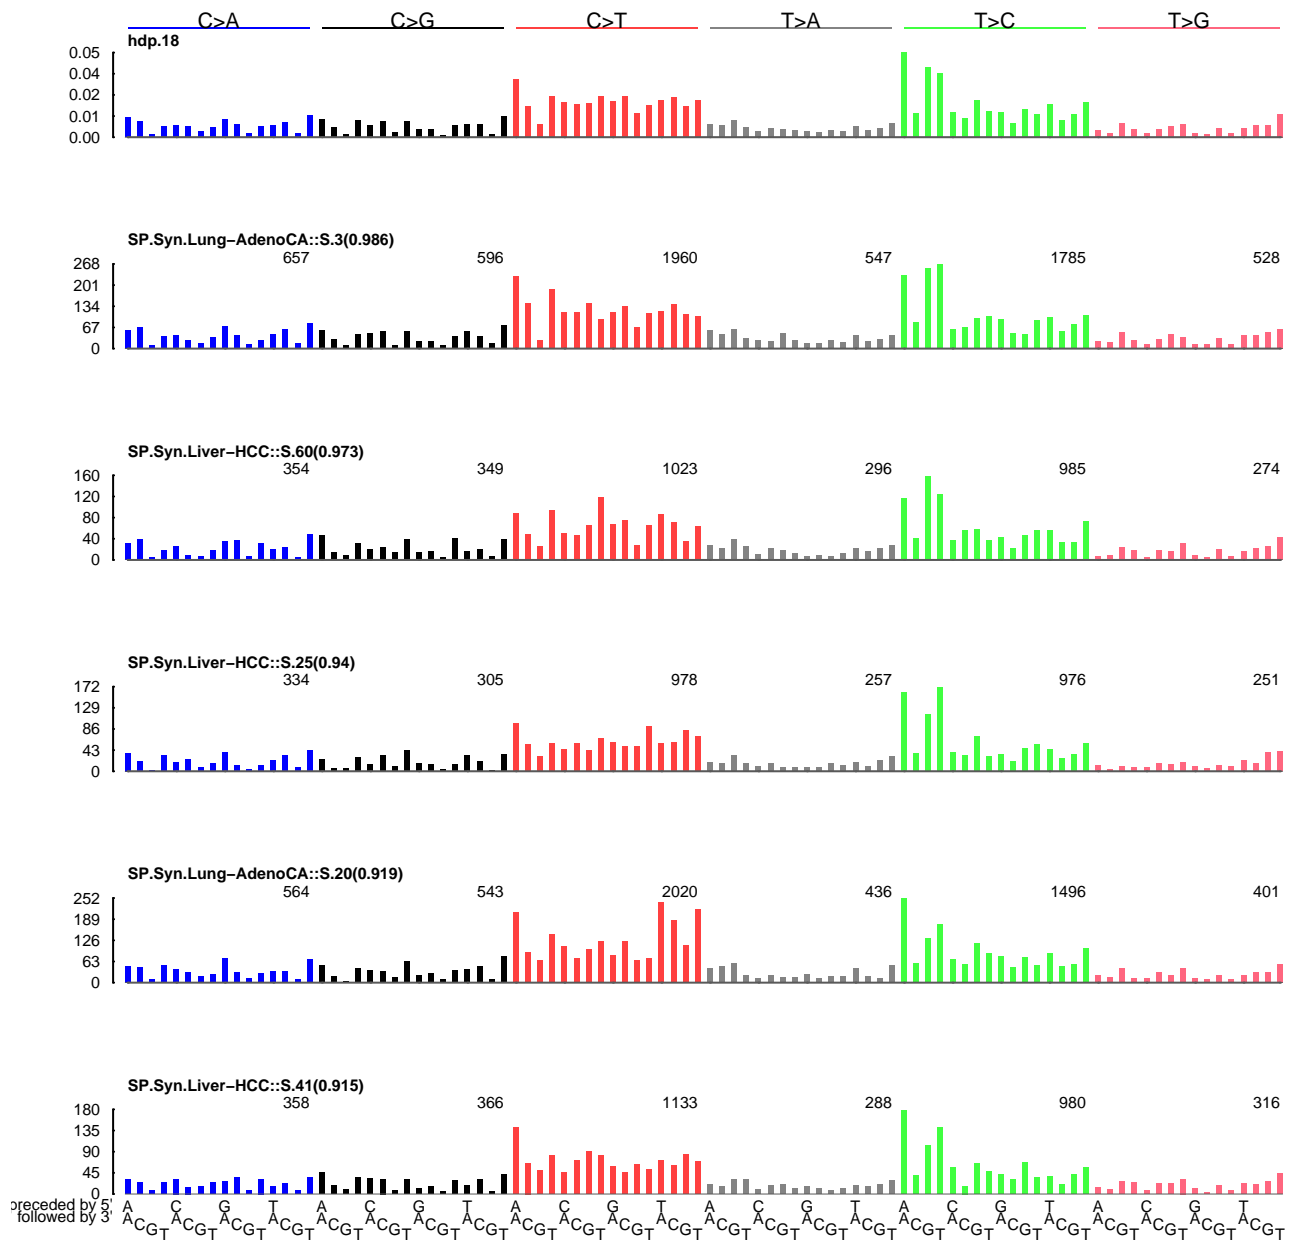 C>A C>G C>T T>A T>C T>G
hdp.18
0.05
0.04
0.02
0.01
0.00
SP.Syn.Lung−AdenoCA::S.3(0.986)
657 596 1960 547 1785 528
268
201
134
67
0
SP.Syn.Liver−HCC::S.60(0.973)
354 349 1023 296 985 274
160
120
80
40
0
SP.Syn.Liver−HCC::S.25(0.94)
334 305 978 257 976 251
172
129
86
43
0
SP.Syn.Lung−AdenoCA::S.20(0.919)
564 543 2020 436 1496 401
252
189
126
63
0
SP.Syn.Liver−HCC::S.41(0.915)
358 366 1133 288 980 316
180
135
90
45
0
preceded by 5' A C G T A C G T A C G T A C G T A C G T A C G T
followed by 3' A C G T A C G T A C G T A C G T A C G T A C G T A C G T A C G T A C G T A C G T A C G T A C G T A C G T A C G T A C G T A C G T A C G T A C G T A C G T A C G T A C G T A C G T A C G T A C G T